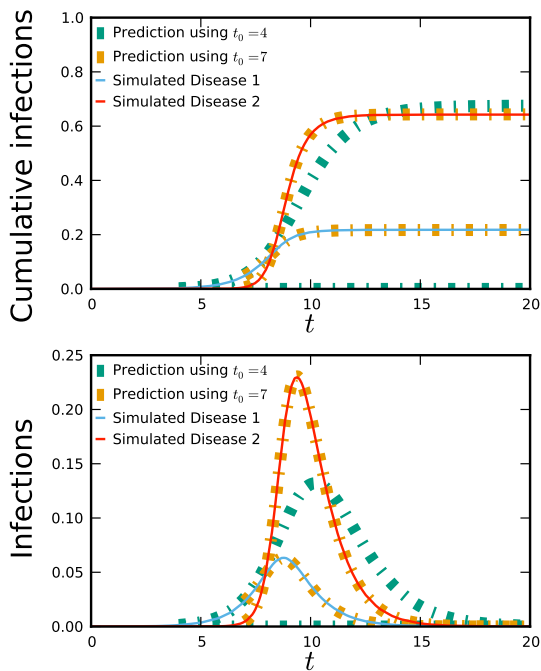 Cumulative infections
1.0
0.8
0.6
0.4
0.2
0.0
Prediction using t₀ =4
Prediction using t₀ =7
Simulated Disease 1
Simulated Disease 2
0 5 10 15 20
t
Infections
0.25
0.20
0.15
0.10
0.05
0.00
Prediction using t₀ =4
Prediction using t₀ =7
Simulated Disease 1
Simulated Disease 2
0 5 10 15 20
t